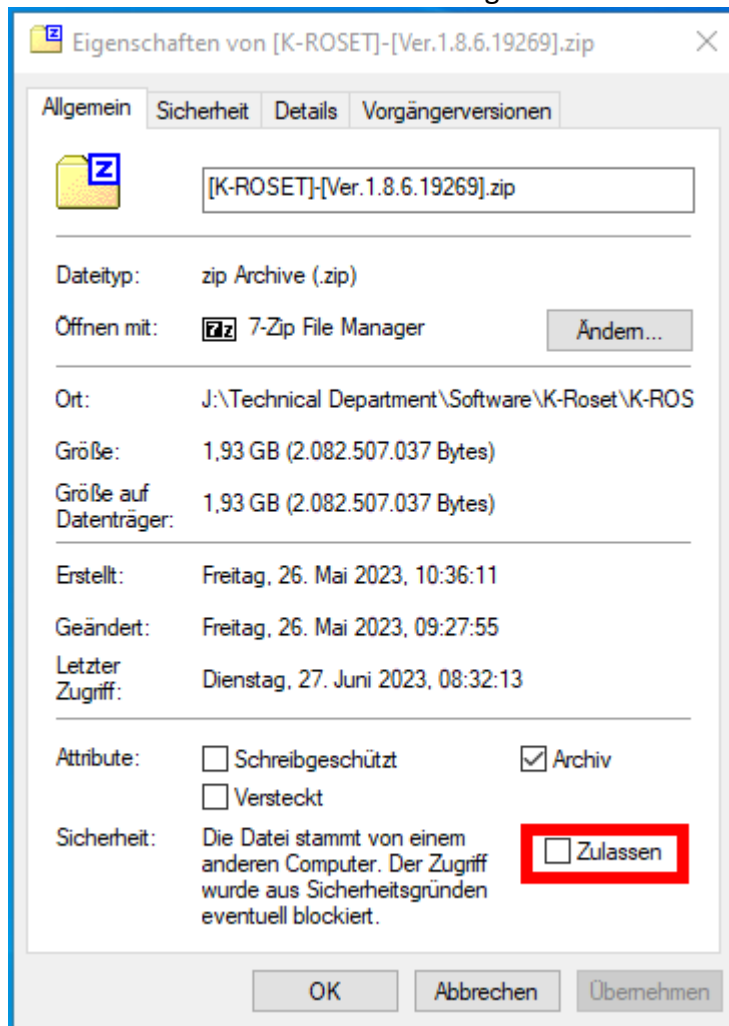 Eigenschaften von [K-ROSET]-[Ver.1.8.6.19269].zip
Allgemein Sicherheit Details Vorgängerversionen
[K-ROSET]-[Ver.1.8.6.19269].zip
Dateityp: zip Archive (.zip)
Öffnen mit: 7z 7-Zip File Manager Ändern...
Ort: J:\Technical Department\Software\K-Roset\K-ROS
Größe: 1,93 GB (2.082.507.037 Bytes)
Größe auf
Datenträger: 1,93 GB (2.082.507.037 Bytes)
Erstellt: Freitag, 26. Mai 2023, 10:36:11
Geändert: Freitag, 26. Mai 2023, 09:27:55
Letzter
Zugriff: Dienstag, 27. Juni 2023, 08:32:13
Attribute: Schreibgeschützt Archiv
Versteckt
Sicherheit: Die Datei stammt von einem
anderen Computer. Der Zugriff
wurde aus Sicherheitsgründen
eventuell blockiert.
Zulassen
OK Abbrechen Übernehmen